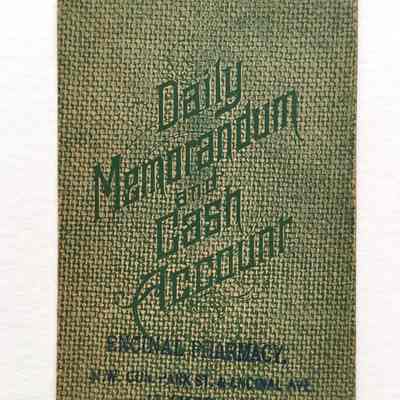 Daily
Memorandum
and
Cash
Account
ENCINAL PHARMACY,
N.W. COR. PARK ST. & ENCINAL AVE.